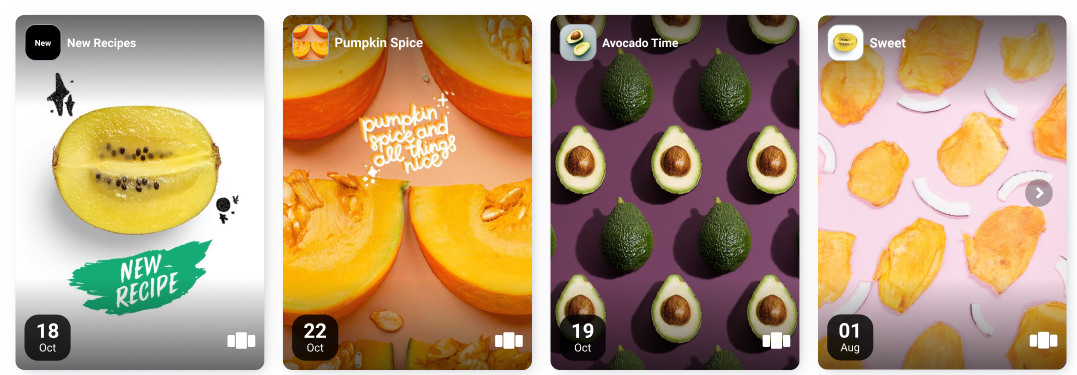 New
New Recipes
NEW
RECIPE
18
Oct
Pumpkin Spice
pumpkin
spice and
all things
nice
22
Oct
Avocado Time
19
Oct
Sweet
01
Aug